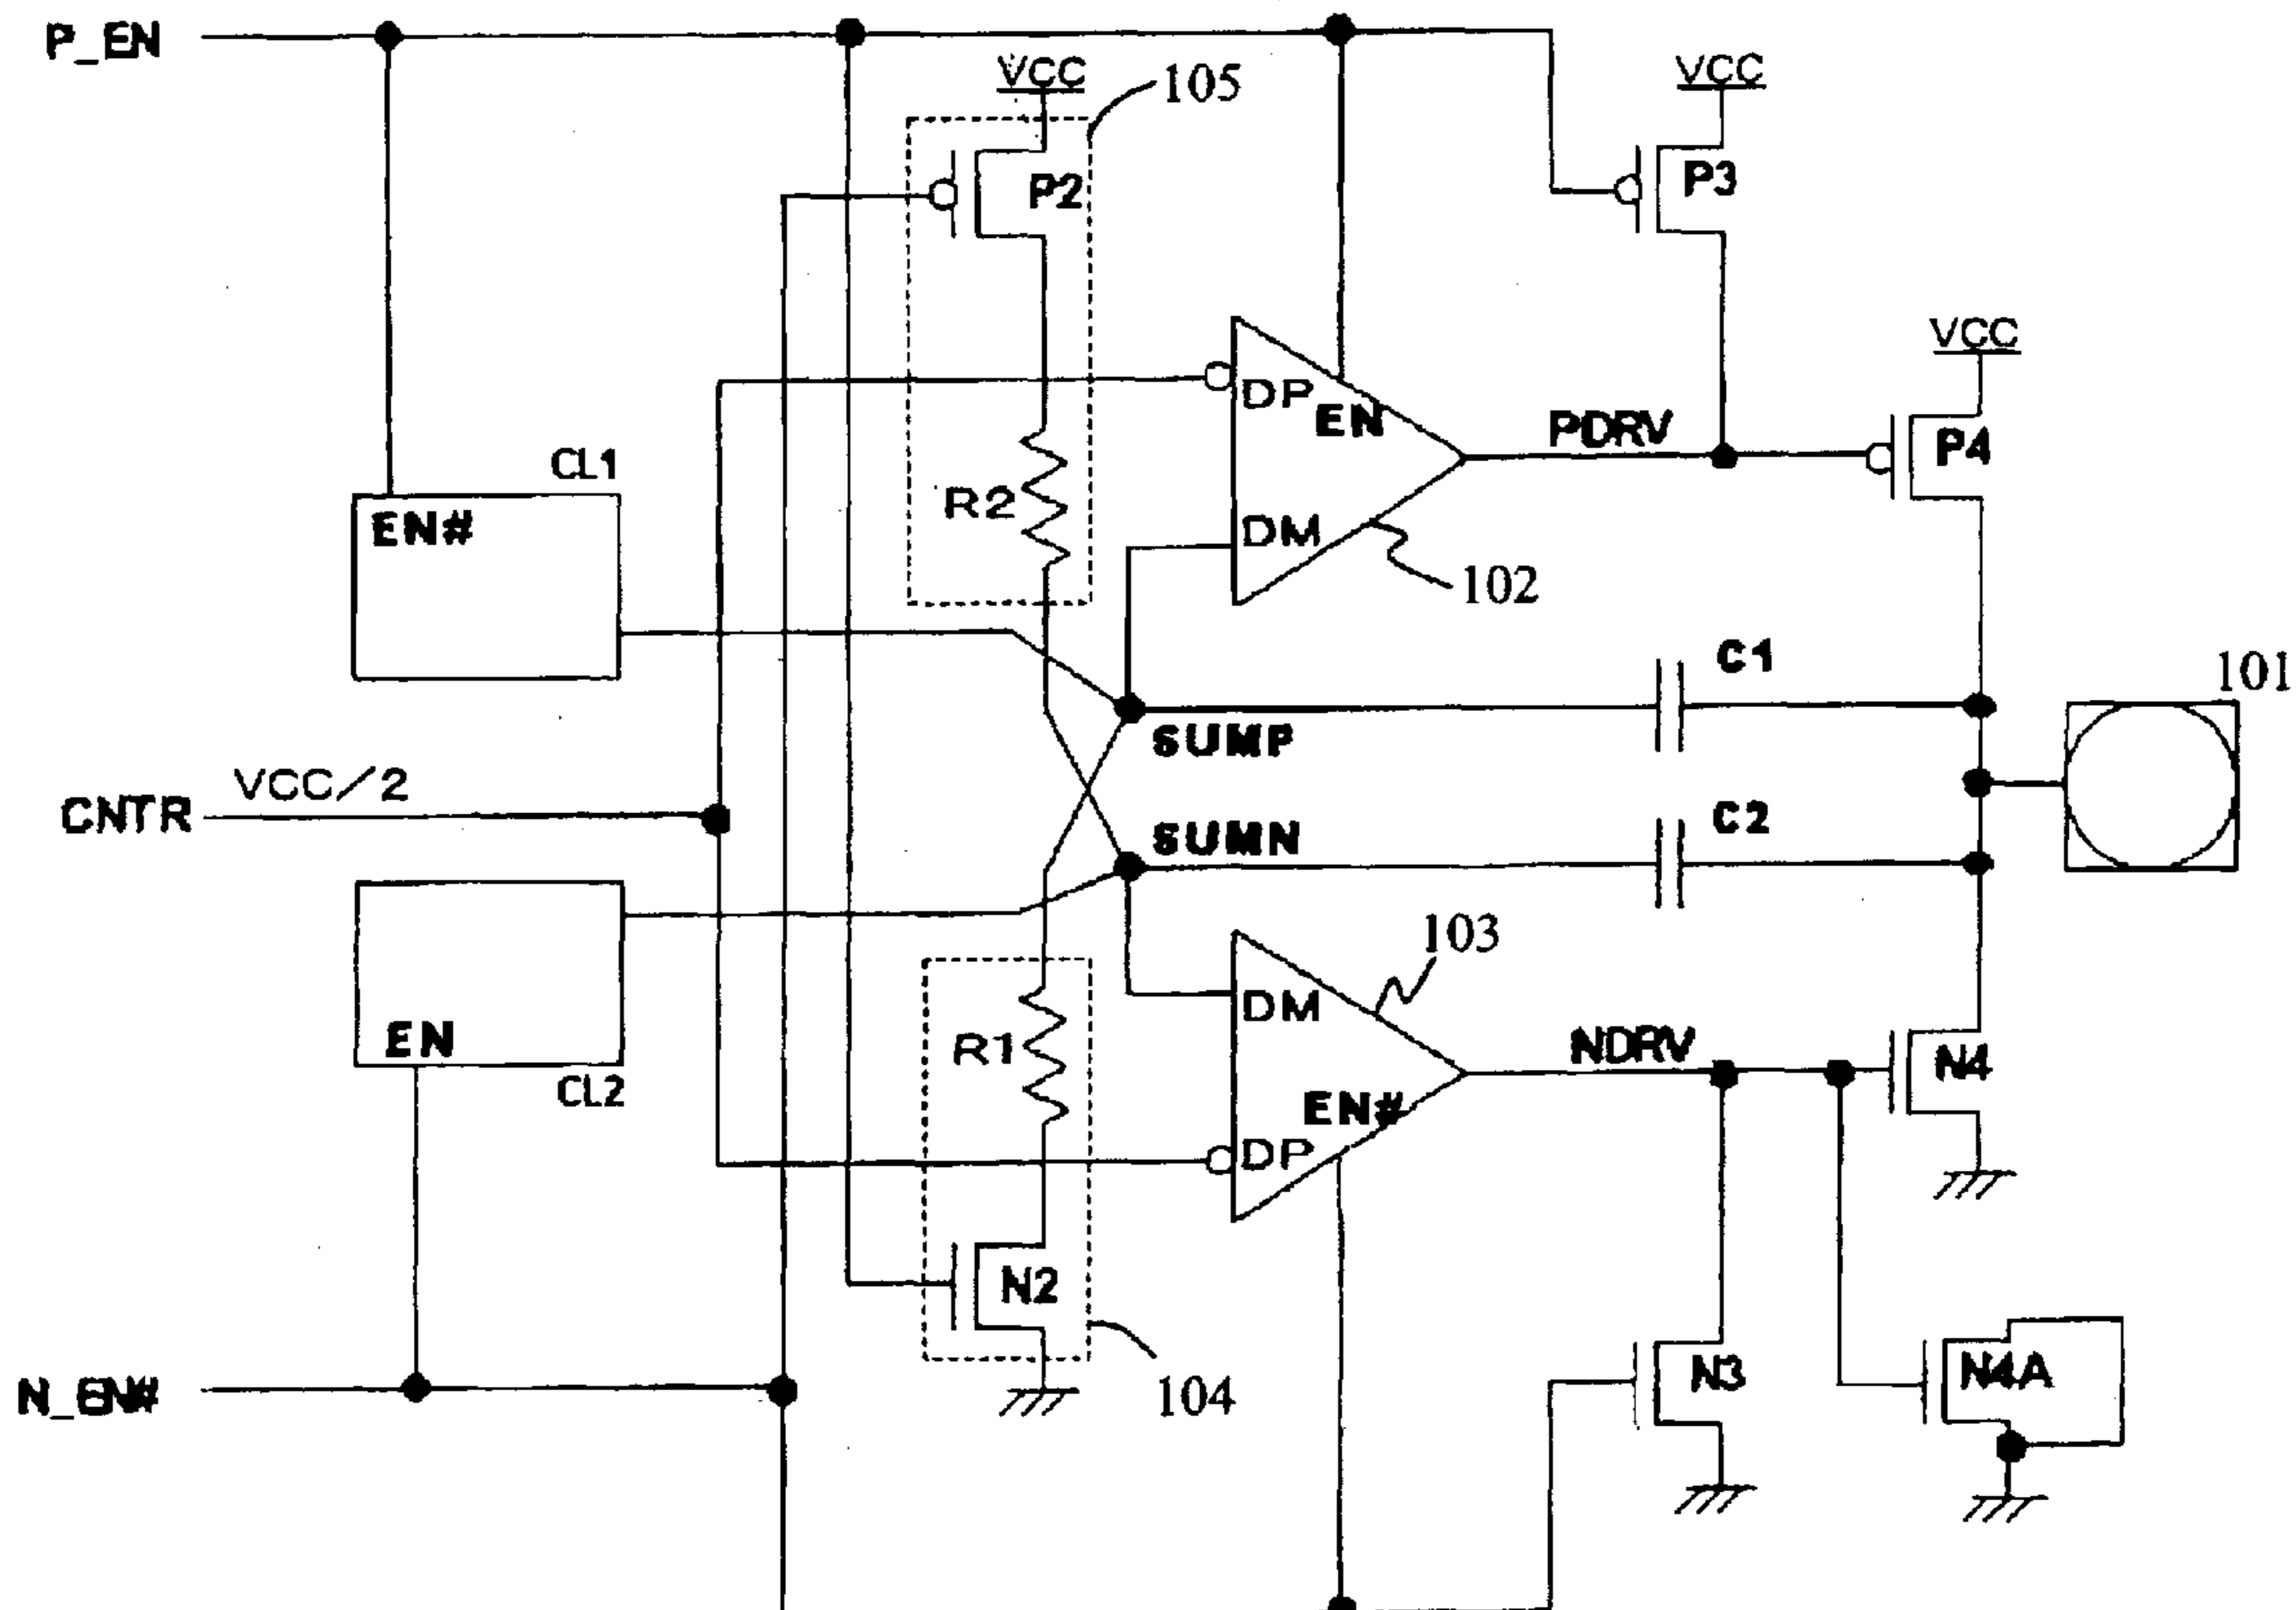 P_EN
VCC
105
VCC
P2
P3
VCC
DP
EN
PDRV
P4
CL1
R2
EN#
DM
102
C1
101
SUMP
VCC/2
CNTR
C2
SUMN
103
DM
R1
NDRV
EN
N4
CL2
EN#
DP
N2
N3
N4A
N_EN#
104